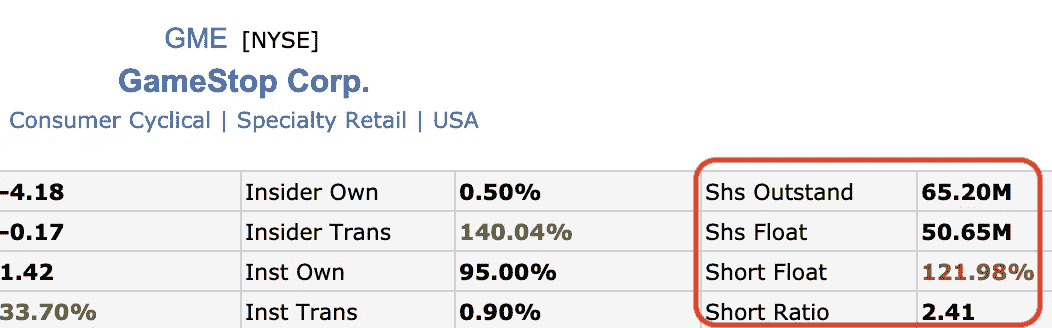 GME [NYSE]
GameStop Corp.
Consumer Cyclical | Specialty Retail | USA
-4.18 Insider Own 0.50% Shs Outstand 65.20M
-0.17 Insider Trans 140.04% Shs Float 50.65M
1.42 Inst Own 95.00% Short Float 121.98%
33.70% Inst Trans 0.90% Short Ratio 2.41